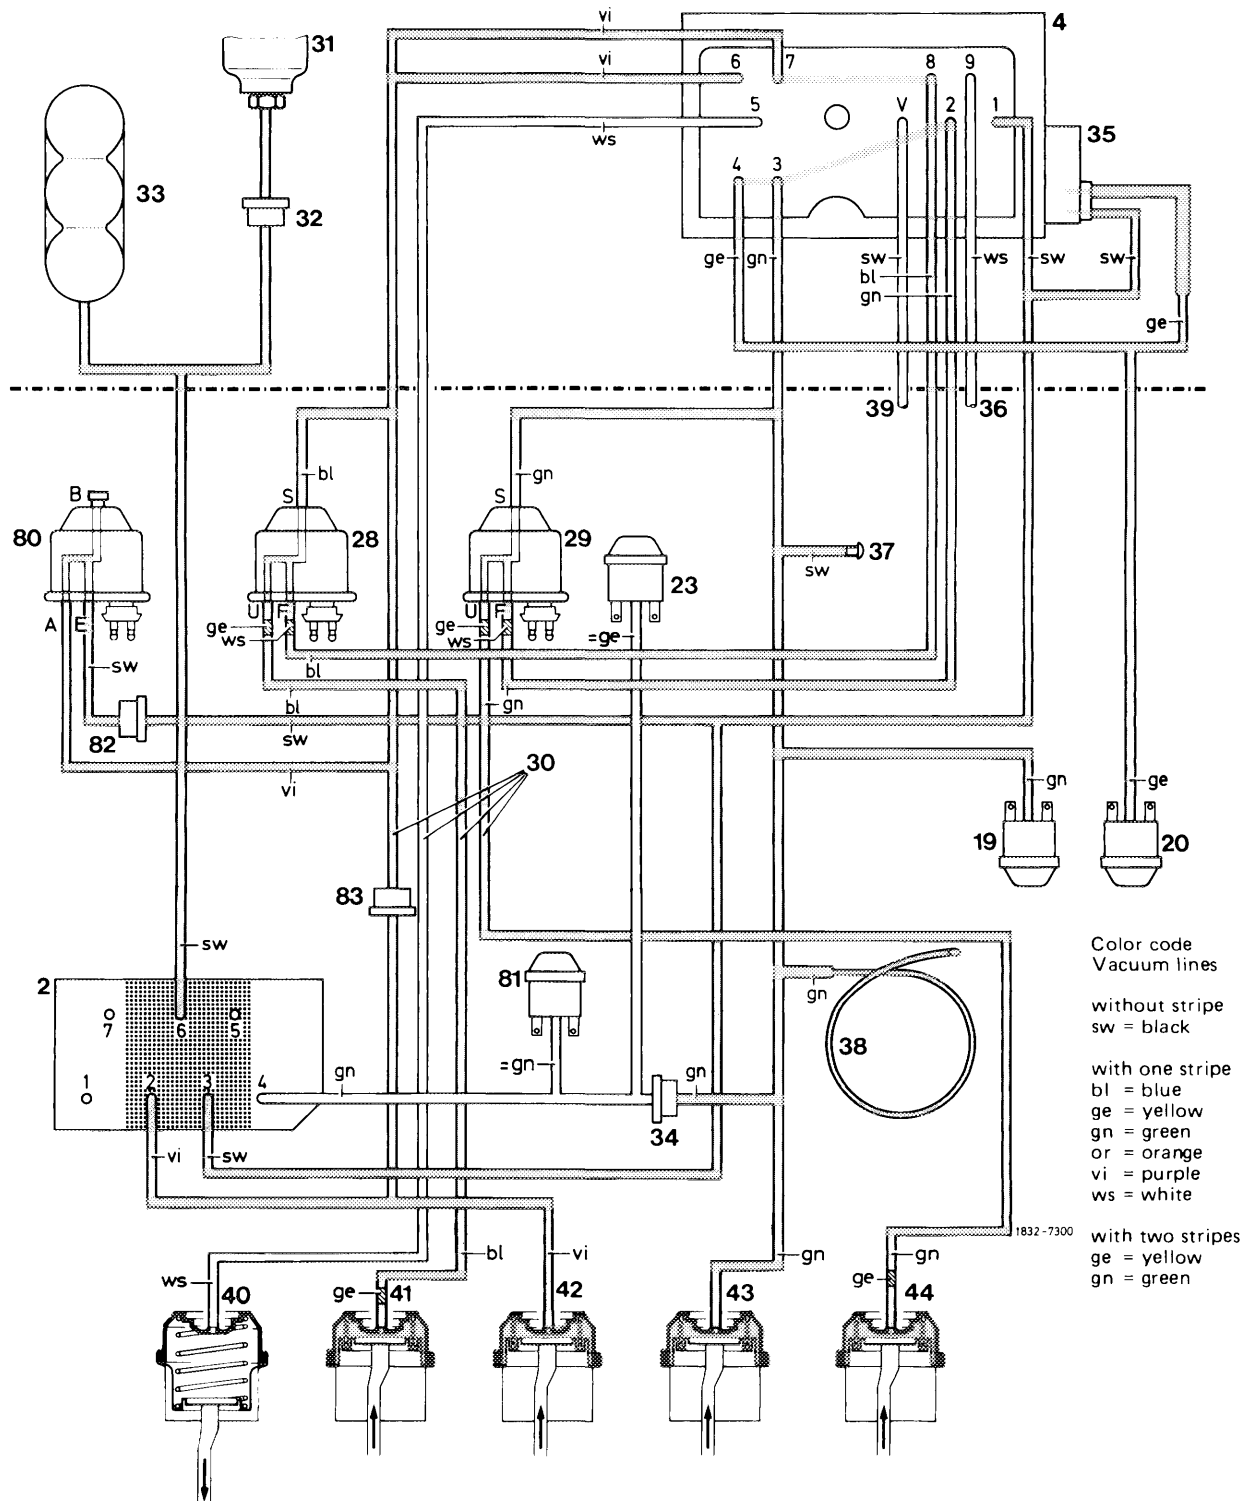 vi
31
4
vi
6
7
8
9
5
V
2
1
35
ws
33
32
4
3
ge
gn
sw
ws
sw
sw
bl
gn
ge
39
36
bl
gn
B
S
S
80
28
29
37
sw
23
A
E
U
F
U
F
ge
ws
ge
ws
=ge
sw
bl
bl
gn
82
sw
30
vi
gn
ge
19
20
83
sw
Color code
Vacuum lines
2
81
gn
7
6
5
without stripe
sw = black
=gn
38
1
2
3
4
gn
gn
with one stripe
bl = blue
ge = yellow
gn = green
or = orange
vi = purple
ws = white
34
vi
sw
1832-7300
with two stripes
ge = yellow
gn = green
bl
vi
gn
gn
ws
40
ge
41
42
43
ge
44